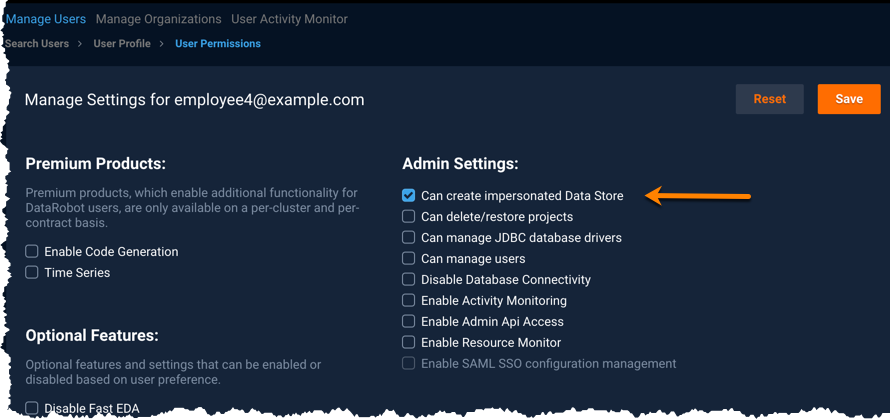 Manage Users Manage Organizations User Activity Monitor
Search Users > User Profile > User Permissions
Manage Settings for employee4@example.com
Reset
Save
Premium Products:
Premium products, which enable additional functionality for
DataRobot users, are only available on a per-cluster and per-
contract basis.
Enable Code Generation
Time Series
Optional Features:
Optional features and settings that can be enabled or
disabled based on user preference.
Disable Fast EDA
Admin Settings:
Can create impersonated Data Store
Can delete/restore projects
Can manage JDBC database drivers
Can manage users
Disable Database Connectivity
Enable Activity Monitoring
Enable Admin Api Access
Enable Resource Monitor
Enable SAML SSO configuration management